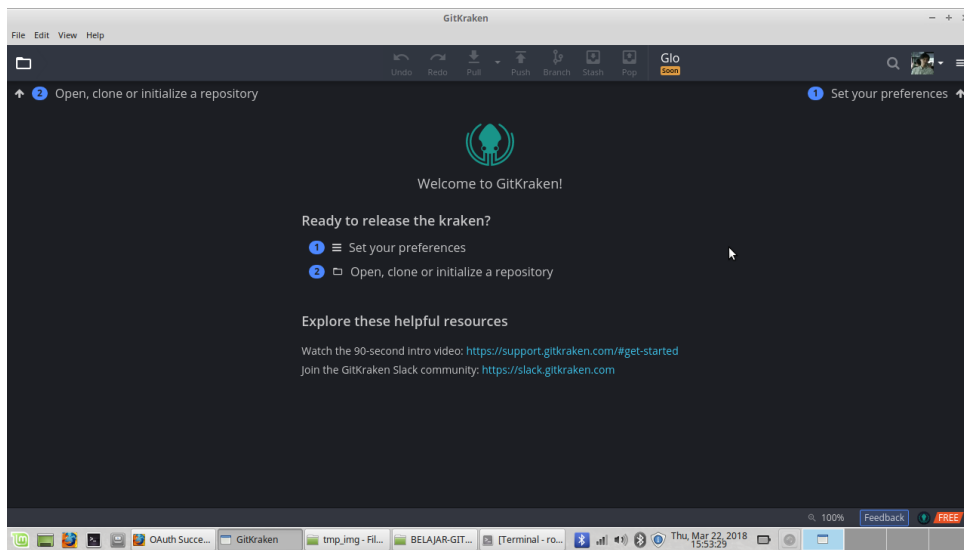 GitKraken
File Edit View Help
Undo Redo Pull Push Branch Stash Pop Glo
Soon
2 Open, clone or initialize a repository
1 Set your preferences
Welcome to GitKraken!
Ready to release the kraken?
1 Set your preferences
2 Open, clone or initialize a repository
Explore these helpful resources
Watch the 90-second intro video: https://support.gitkraken.com/#get-started
Join the GitKraken Slack community: https://slack.gitkraken.com
100% Feedback FREE
OAuth Succe... GitKraken tmp_img - Fil... BELAJAR-GIT... [Terminal - ro... Thu, Mar 22, 2018
15:53:29